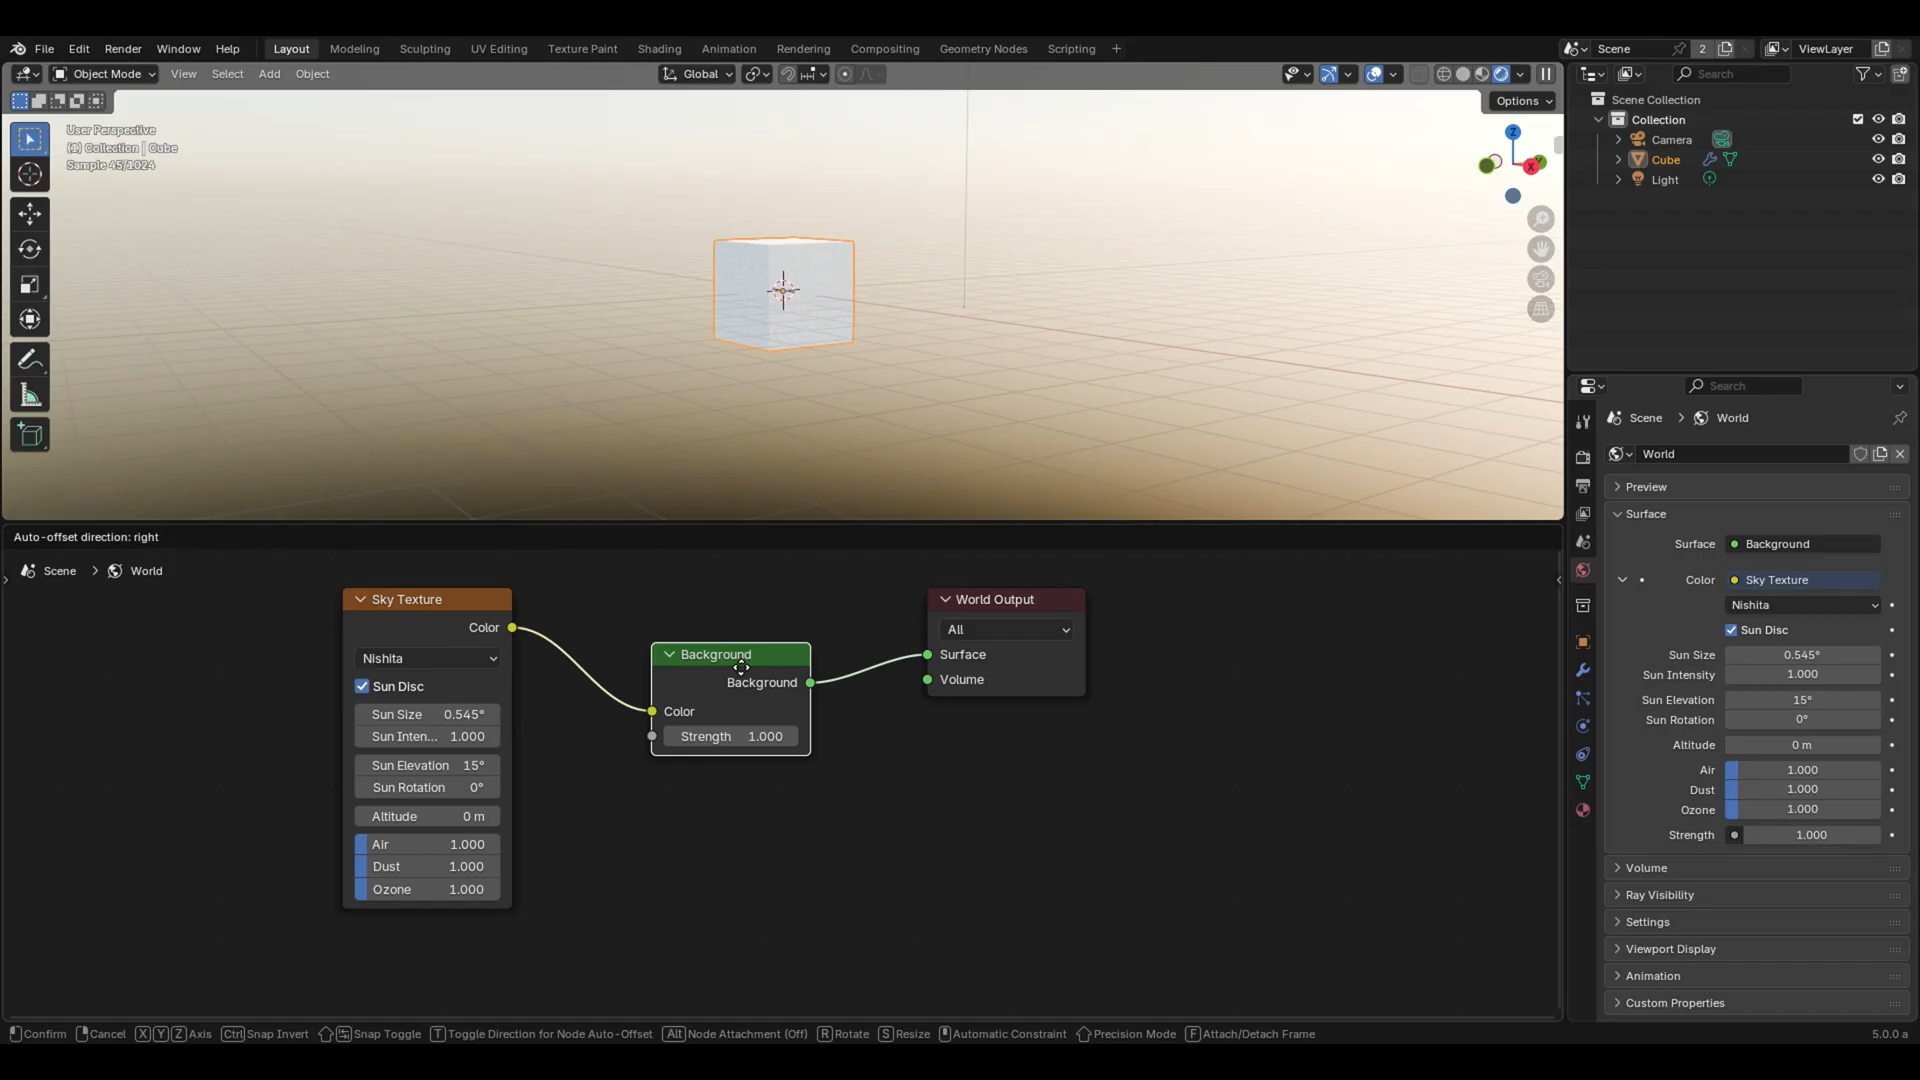 File Edit Render Window Help Layout Modeling Sculpting UV Editing Texture Paint Shading Animation Rendering Compositing Geometry Nodes Scripting + Scene 2 ViewLayer
Object Mode View Select Add Object Global Search
Options
User Perspective
(1) Collection | Cube
Sample 45/1024
Z
X
Scene Collection
Collection
Camera
Cube
Light
Search
Scene > World
World
Preview
Surface
Surface Background
Color Sky Texture
Nishita
Sun Disc
Sun Size 0.545°
Sun Intensity 1.000
Sun Elevation 15°
Sun Rotation 0°
Altitude 0 m
Air 1.000
Dust 1.000
Ozone 1.000
Strength 1.000
Volume
Ray Visibility
Settings
Viewport Display
Animation
Custom Properties
Auto-offset direction: right
Scene > World
Sky Texture
Color
Nishita
Sun Disc
Sun Size 0.545°
Sun Inten... 1.000
Sun Elevation 15°
Sun Rotation 0°
Altitude 0 m
Air 1.000
Dust 1.000
Ozone 1.000
Background
Background
Color
Strength 1.000
World Output
All
Surface
Volume
Confirm Cancel X Y Z Axis Ctrl Snap Invert Snap Toggle T Toggle Direction for Node Auto-Offset Alt Node Attachment (Off) R Rotate S Resize Automatic Constraint Precision Mode F Attach/Detach Frame 5.0.0 a